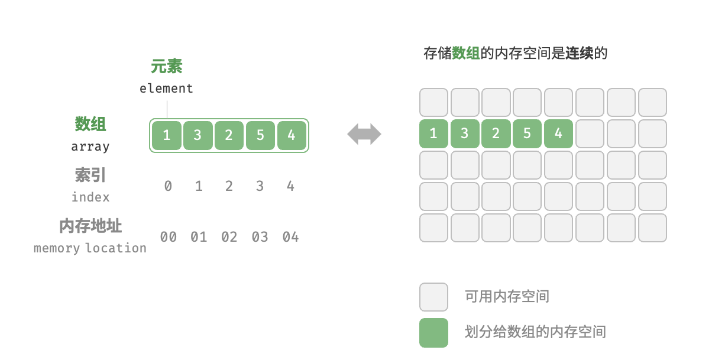 存储数组的内存空间是连续的
元素
element
数组
array
1 3 2 5 4
索引
index
0 1 2 3 4
内存地址
memory location
00 01 02 03 04
1 3 2 5 4
可用内存空间
划分给数组的内存空间